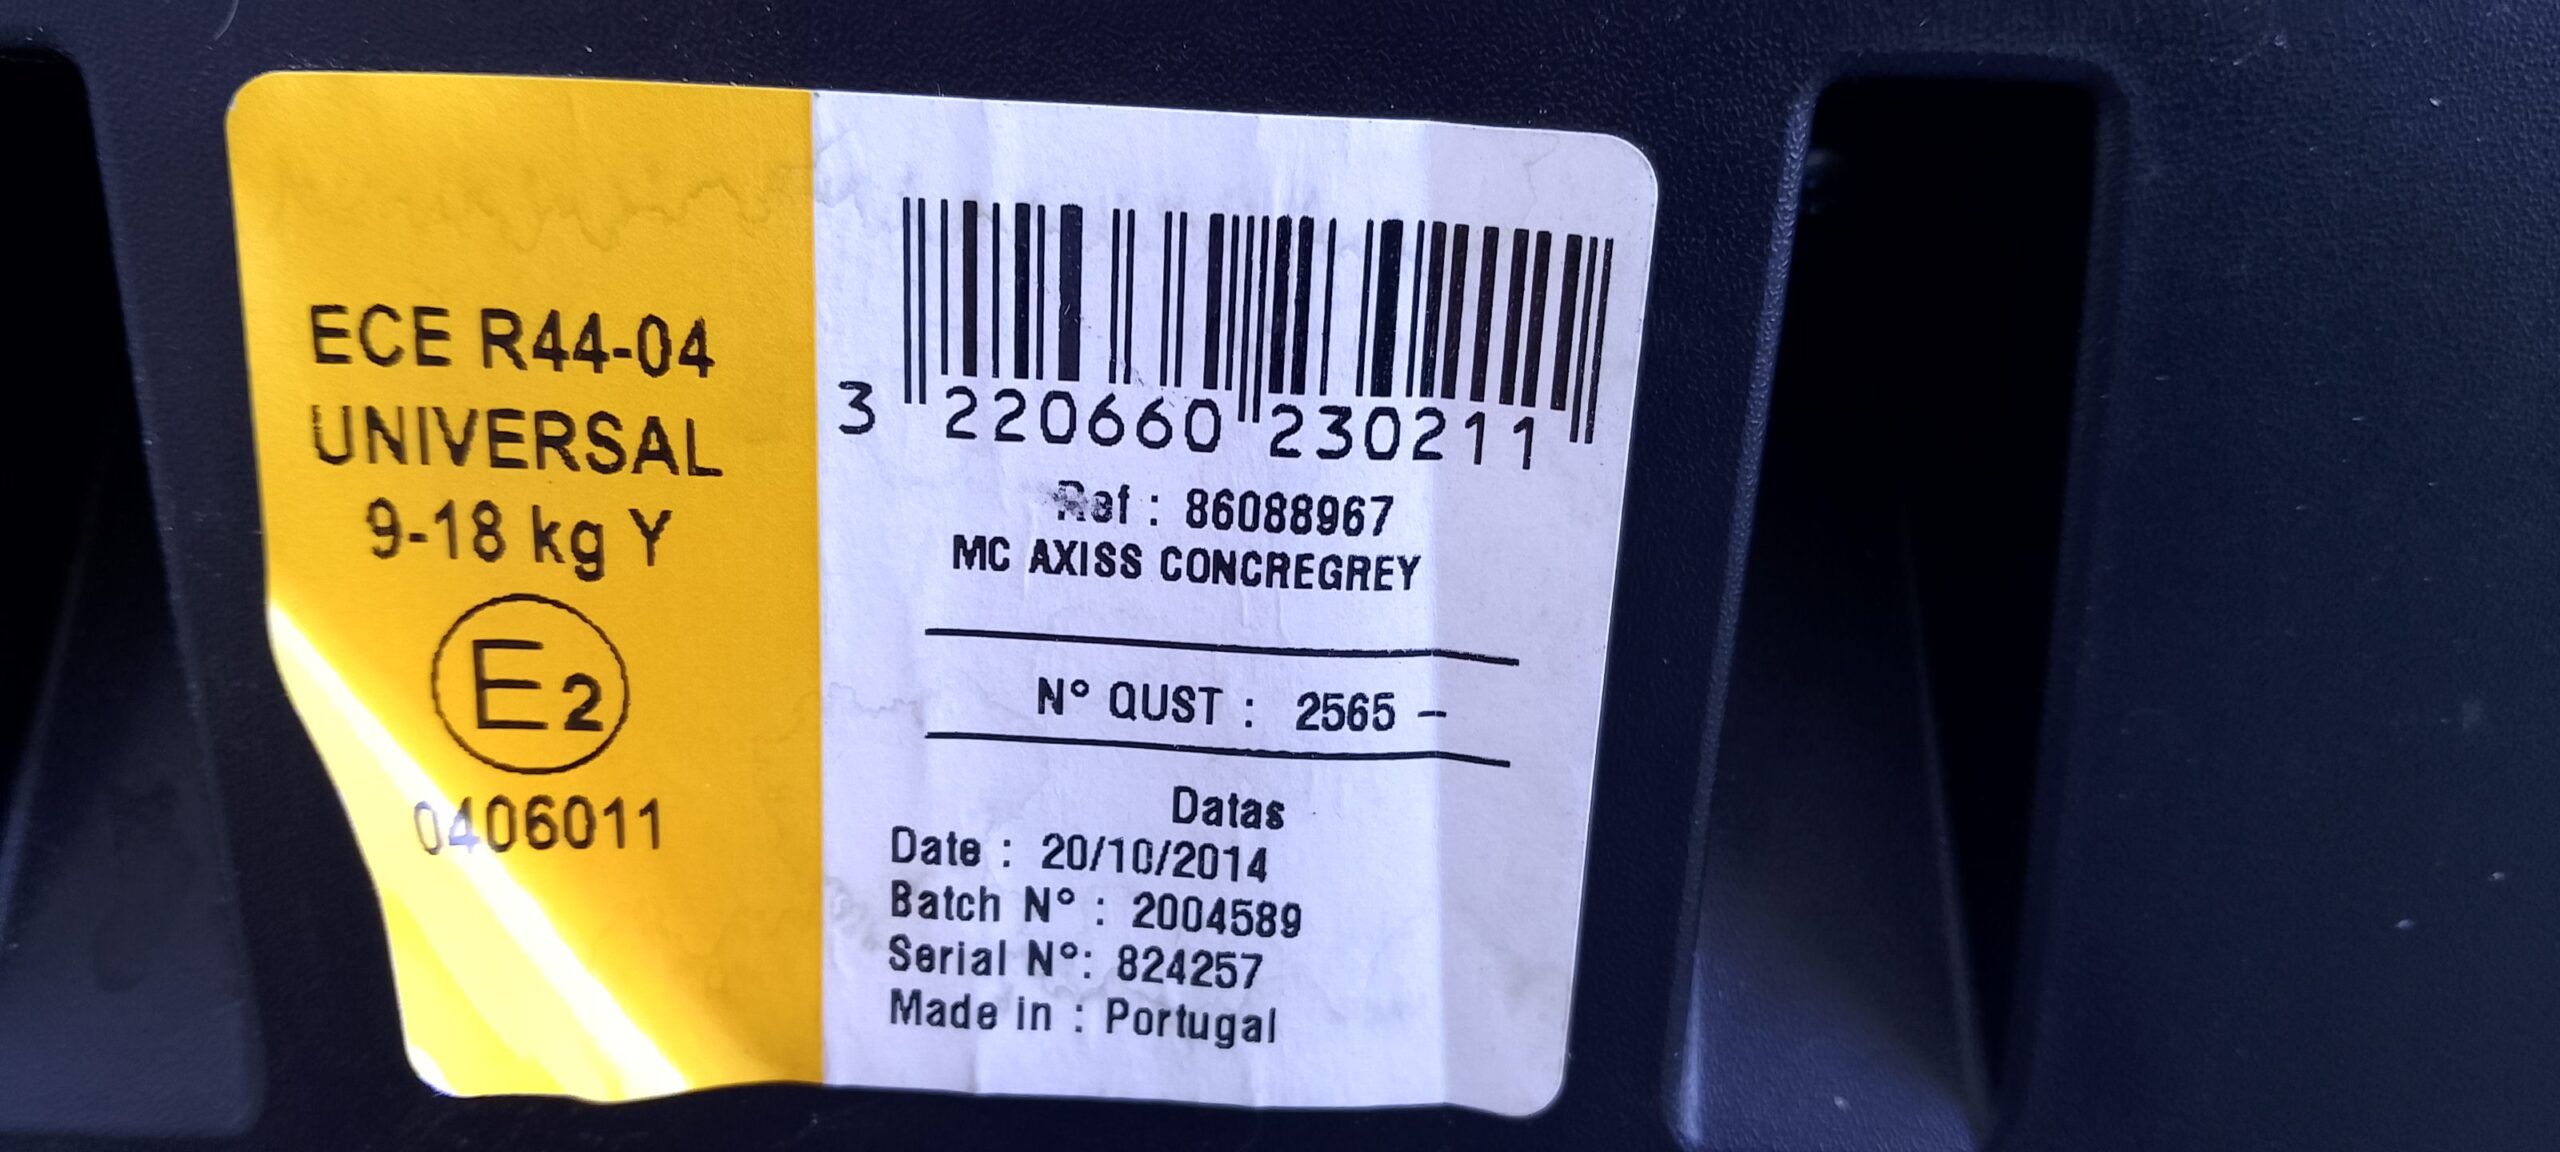 ECE R44-04
UNIVERSAL
9-18 kg Y
E2
0406011
3 220660 230211
Ref : 86088967
MC AXISS CONCREGREY
N° QUST : 2565 –
Datas
Date : 20/10/2014
Batch N° : 2004589
Serial N°: 824257
Made in : Portugal